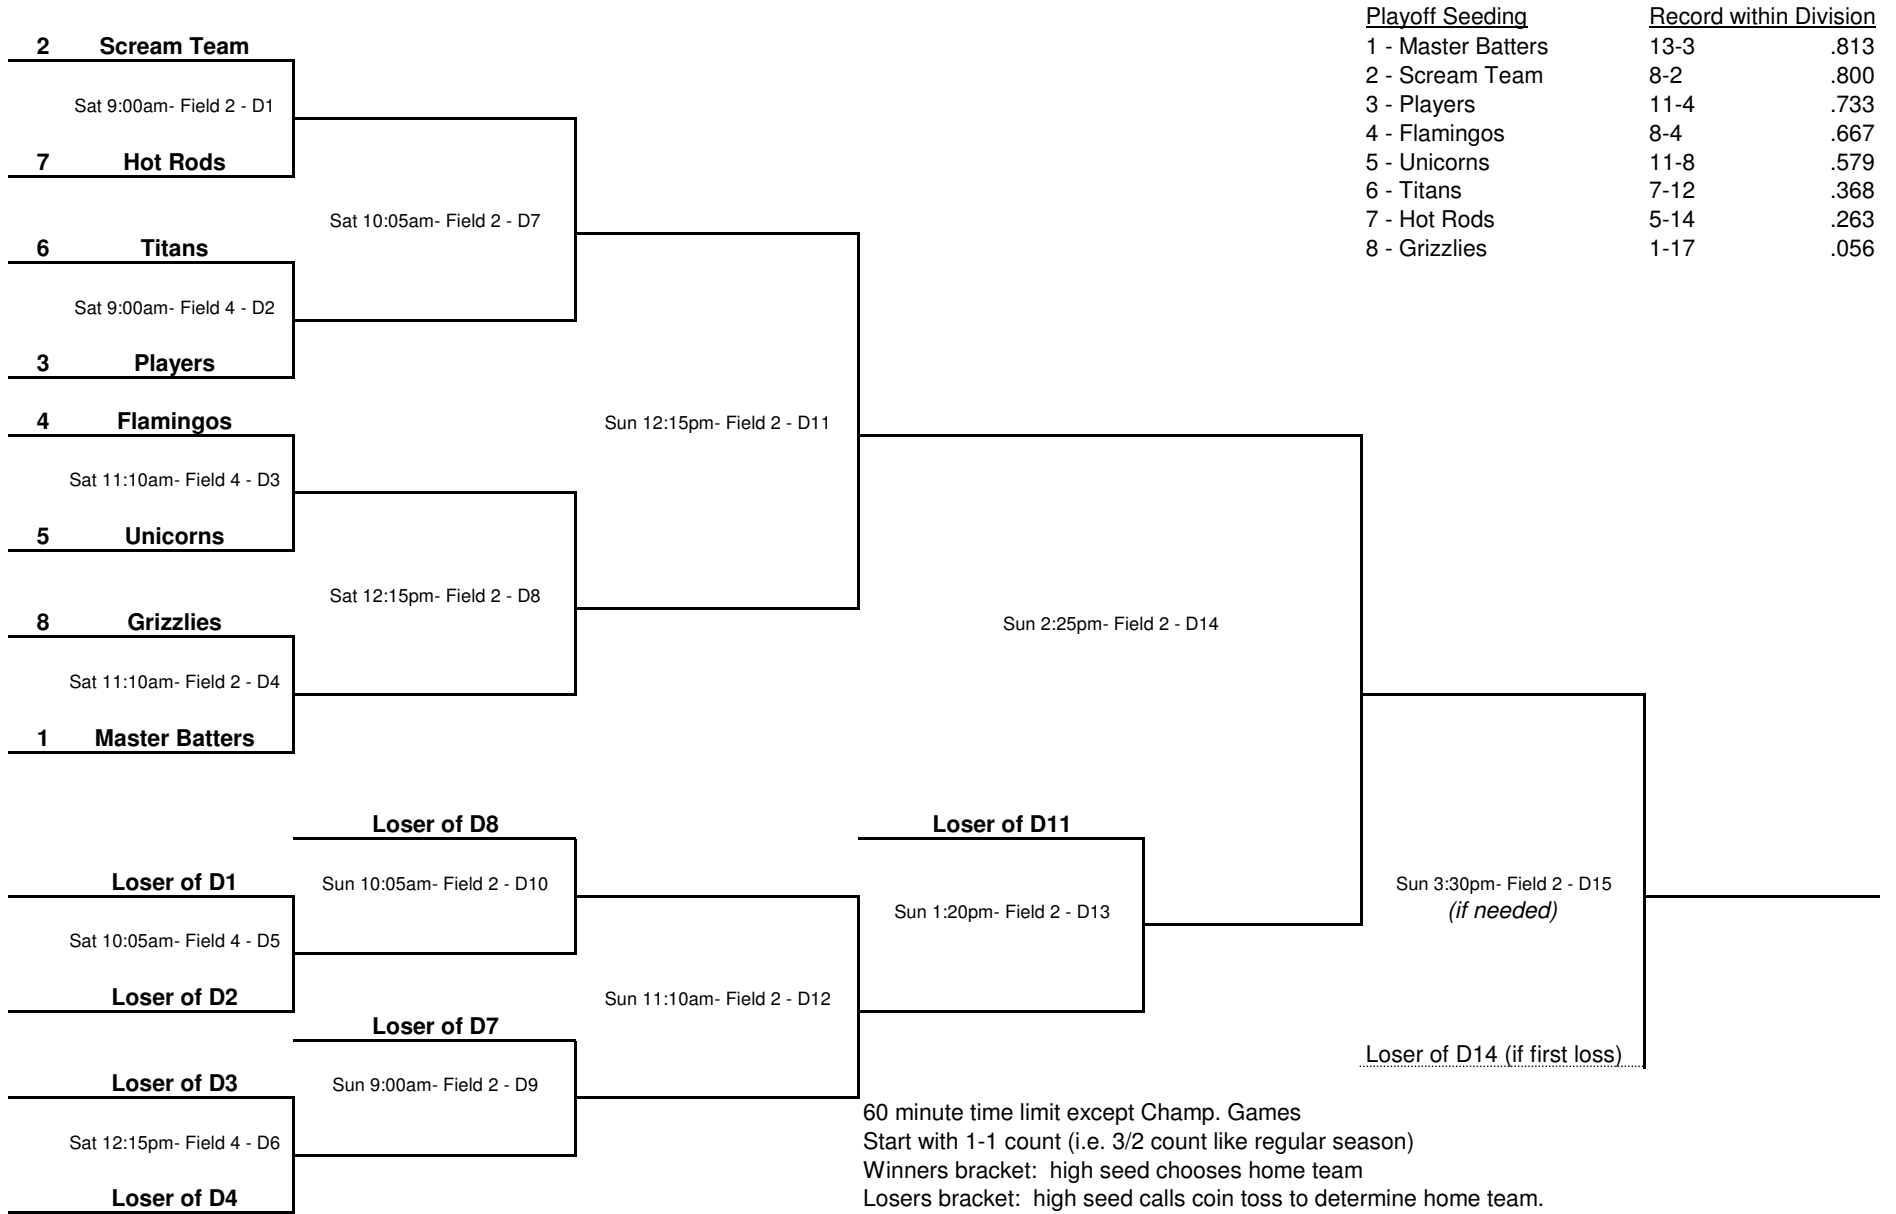 Playoff Seeding Record within Division
1 - Master Batters 13-3 .813
2 - Scream Team 8-2 .800
3 - Players 11-4 .733
4 - Flamingos 8-4 .667
5 - Unicorns 11-8 .579
6 - Titans 7-12 .368
7 - Hot Rods 5-14 .263
8 - Grizzlies 1-17 .056
2 Scream Team
Sat 9:00am- Field 2 - D1
7 Hot Rods
Sat 10:05am- Field 2 - D7
6 Titans
Sat 9:00am- Field 4 - D2
3 Players
4 Flamingos
Sun 12:15pm- Field 2 - D11
Sat 11:10am- Field 4 - D3
5 Unicorns
Sat 12:15pm- Field 2 - D8
8 Grizzlies
Sun 2:25pm- Field 2 - D14
Sat 11:10am- Field 2 - D4
1 Master Batters
Loser of D8
Loser of D11
Loser of D1
Sun 10:05am- Field 2 - D10
Sun 3:30pm- Field 2 - D15
(if needed)
Sun 1:20pm- Field 2 - D13
Sat 10:05am- Field 4 - D5
Loser of D2
Sun 11:10am- Field 2 - D12
Loser of D7
Loser of D14 (if first loss)
Loser of D3
Sun 9:00am- Field 2 - D9
Sat 12:15pm- Field 4 - D6
Loser of D4
60 minute time limit except Champ. Games
Start with 1-1 count (i.e. 3/2 count like regular season)
Winners bracket: high seed chooses home team
Losers bracket: high seed calls coin toss to determine home team.